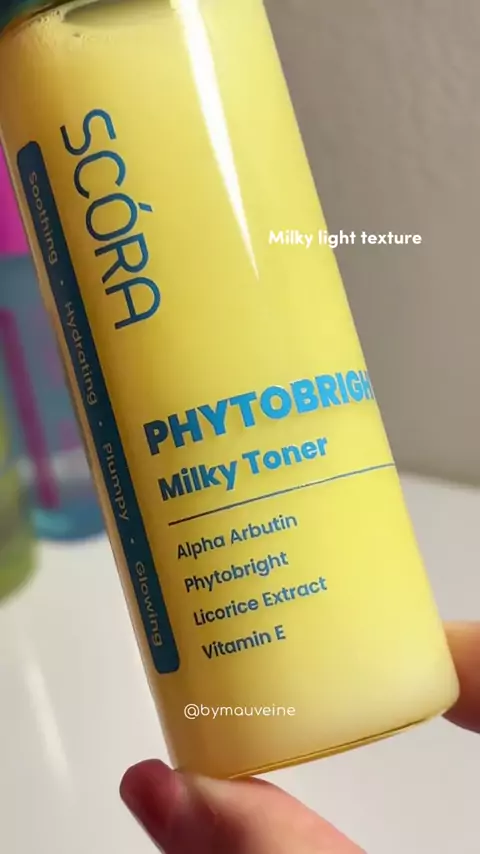 SCÓRA
Soothing • Hydrating • Plumpy • Glowing
Milky light texture
PHYTOBRIGH
Milky Toner
Alpha Arbutin
Phytobright
Licorice Extract
Vitamin E
@bymauveine